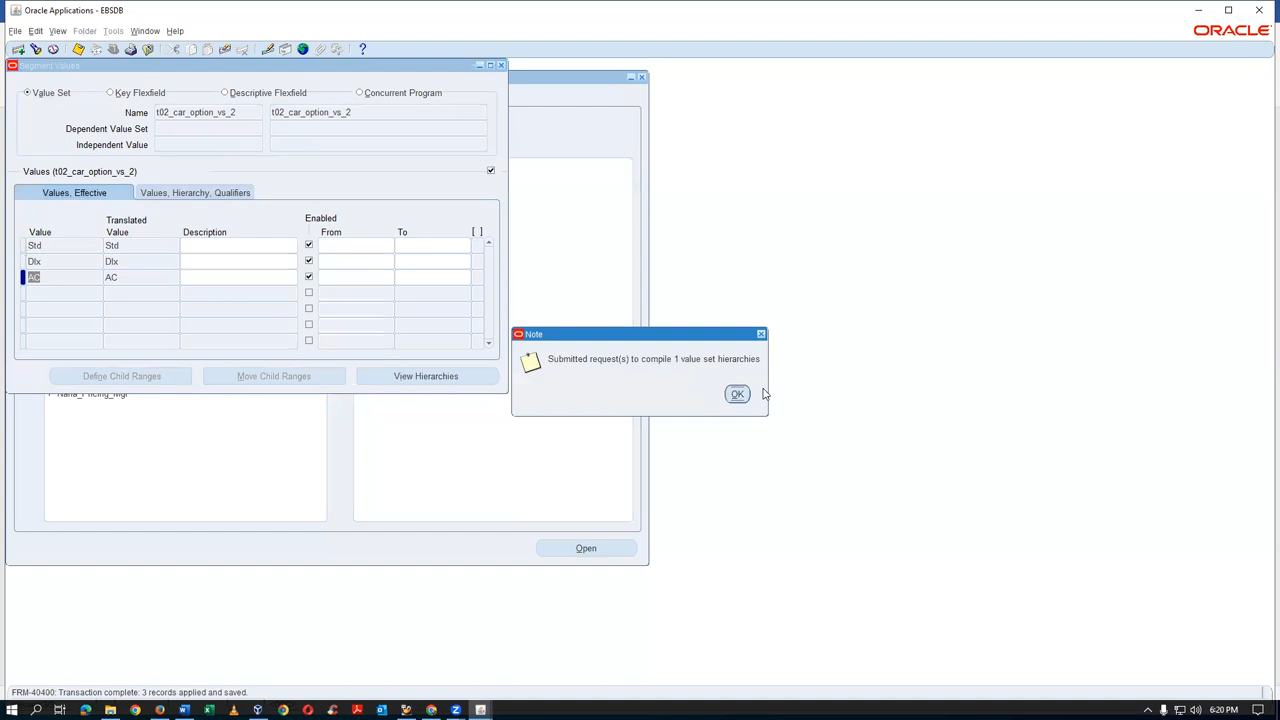 Oracle Applications - EBSDB
File Edit View Folder Tools Window Help
ORACLE
Segment Values
Value Set Key Flexfield Descriptive Flexfield Concurrent Program
Name t02_car_option_vs_2 t02_car_option_vs_2
Dependent Value Set
Independent Value
Values (t02_car_option_vs_2)
Values, Effective Values, Hierarchy, Qualifiers
Translated Enabled
Value Value Description From To [ ]
Std Std
Dlx Dlx
AC AC
Note
Submitted request(s) to compile 1 value set hierarchies
OK
Define Child Ranges Move Child Ranges View Hierarchies
Open
FRM-40400: Transaction complete: 3 records applied and saved.
6:20 PM